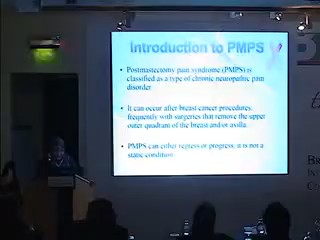 Introduction to PMPS
• Postmastectomy pain syndrome (PMPS) is
classified as a type of chronic neuropathic pain
disorder
• It can occur after breast cancer procedures,
frequently with surgeries that remove the upper
outer quadrant of the breast and/or axilla.
• PMPS can either regress or progress, it is not a
static condition.